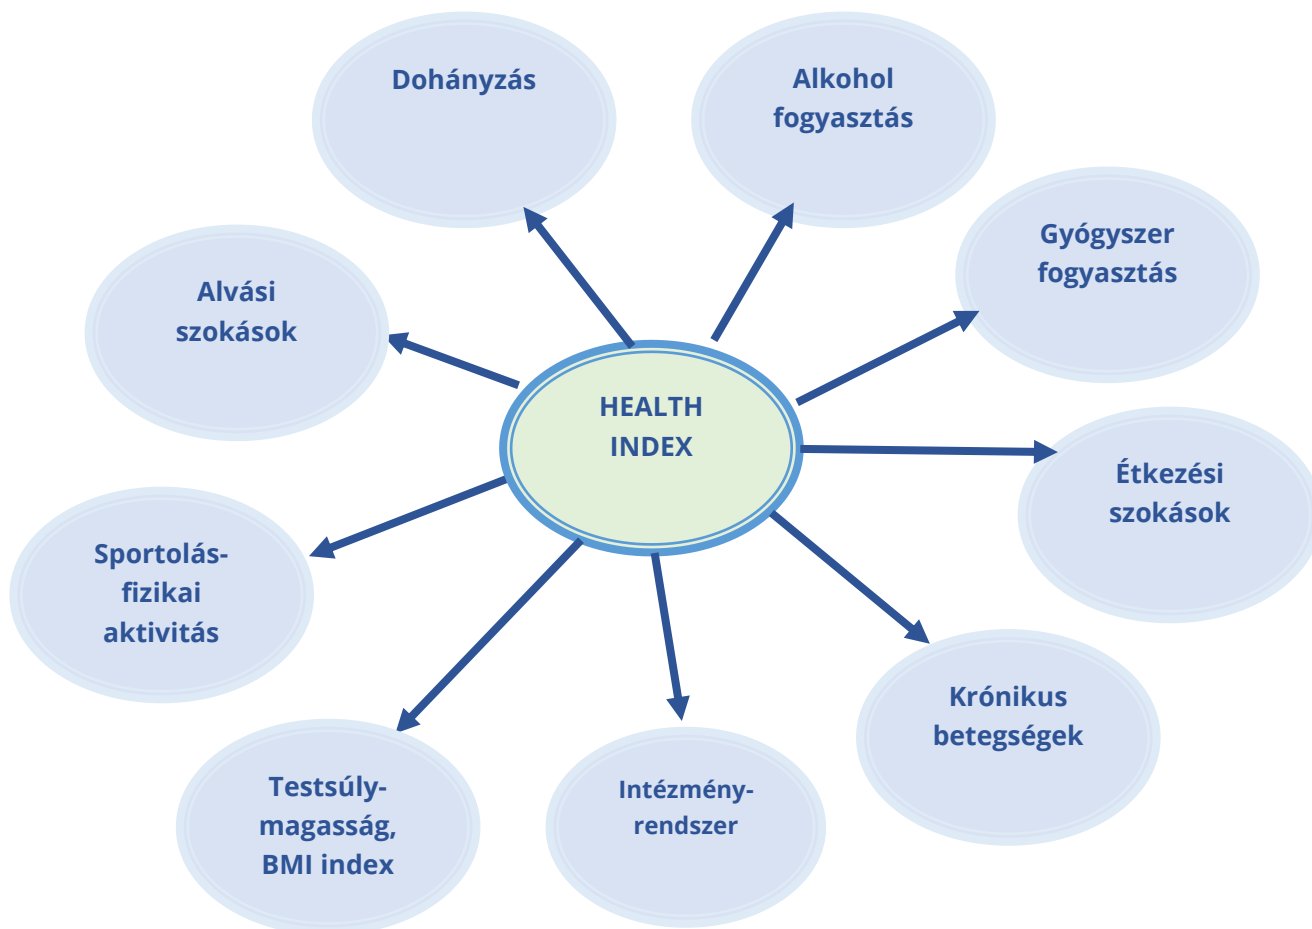 Dohányzás
Alkohol
fogyasztás
Gyógyszer
fogyasztás
Alvási
szokások
HEALTH
INDEX
Étkezési
szokások
Sportolás-
fizikai
aktivitás
Krónikus
betegségek
Testsúly-
magasság,
BMI index
Intézmény-
rendszer